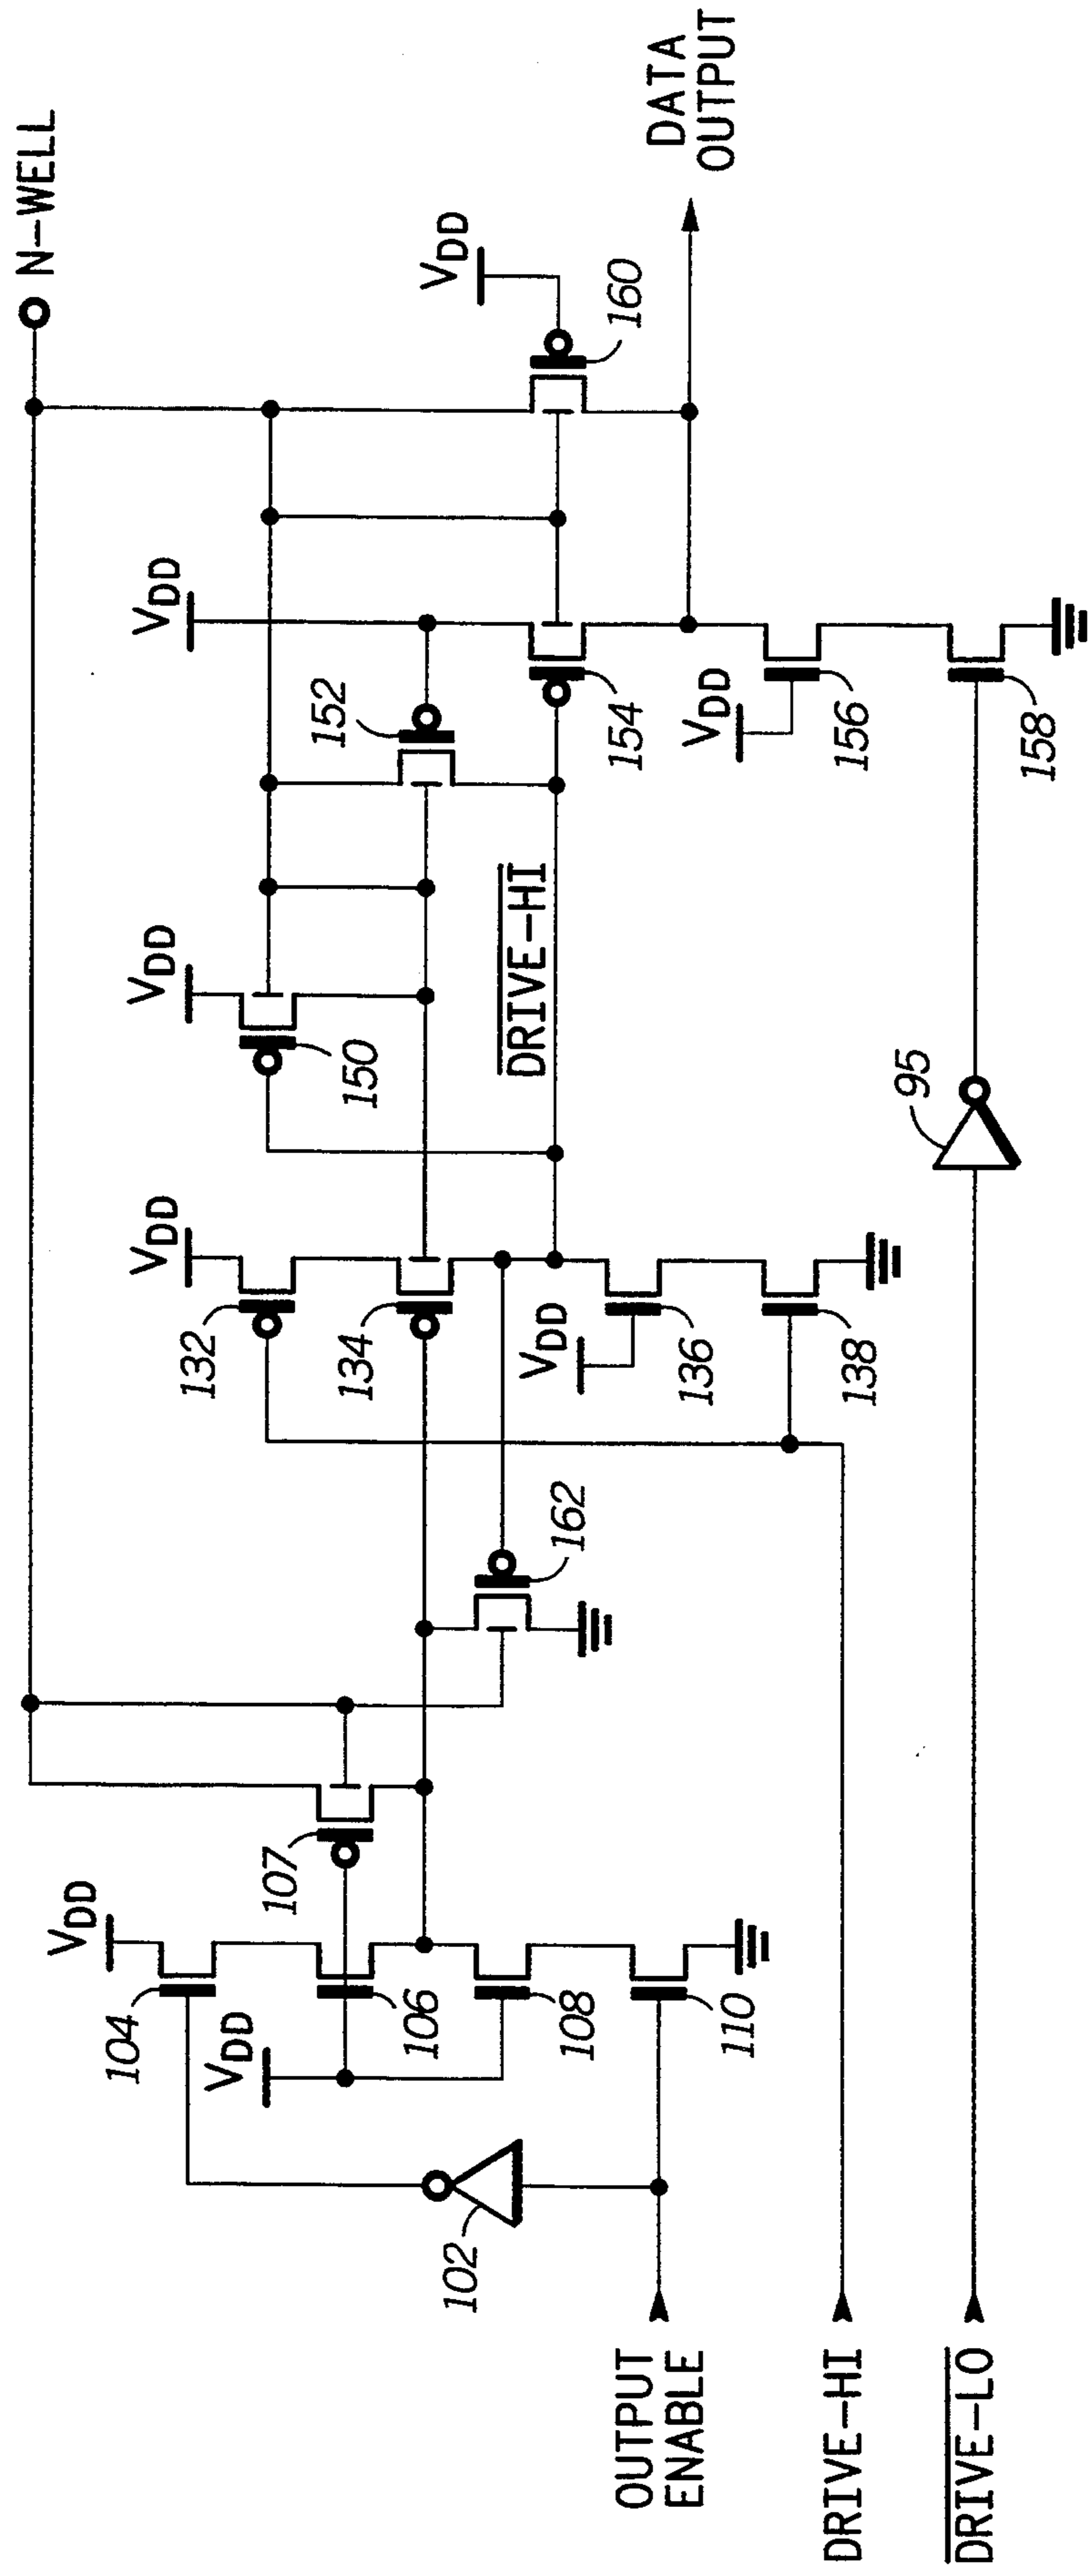 N-WELL
VDD
VDD
VDD
VDD
VDD
104
VDD
102
106
107
108
110
132
134
VDD
136
138
162
150
152
DRIVE-HI
VDD
154
156
158
160
95
DATA
OUTPUT
OUTPUT
ENABLE
DRIVE-HI
DRIVE-LO